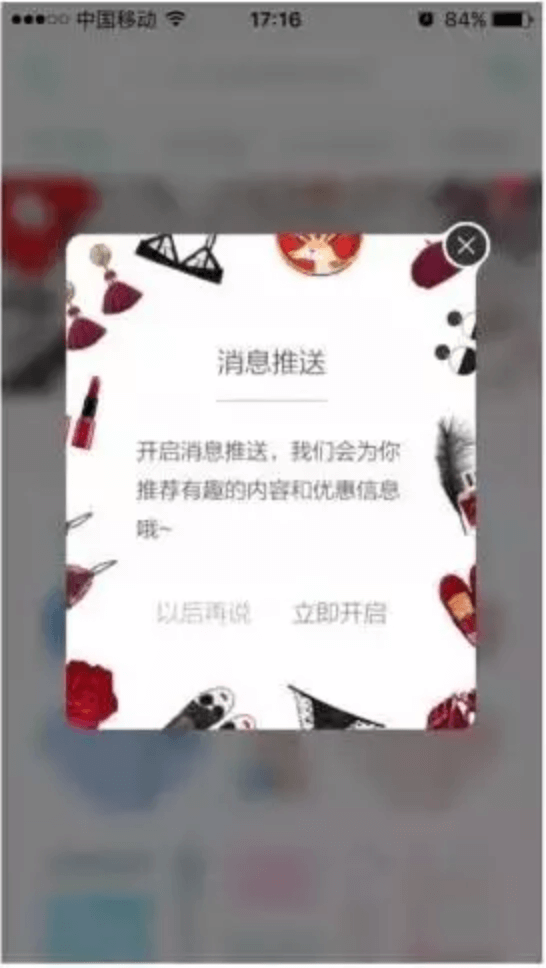 中国移动 17:16 84%
消息推送
开启消息推送，我们会为你
推荐有趣的内容和优惠信息
哦~
以后再说 立即开启